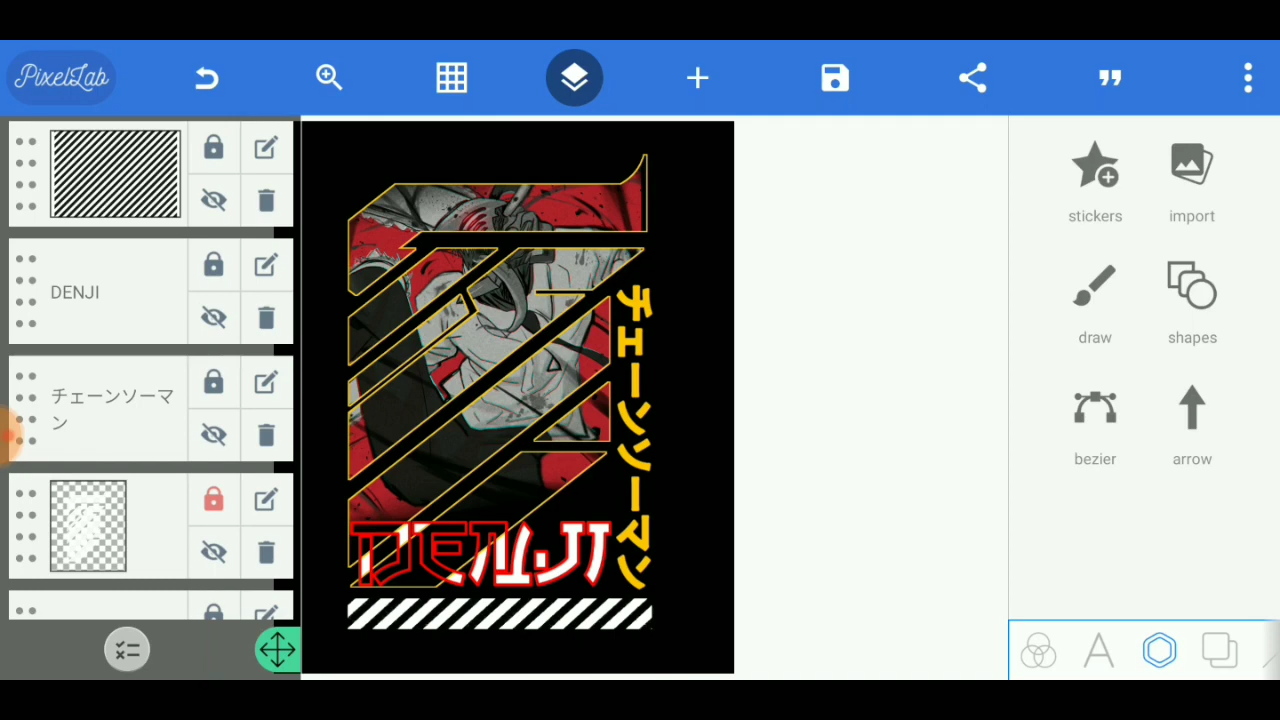 PixelLab
DENJI
チェーンソーマ
ン
チェーンソーマン
DENJI
stickers
import
draw
shapes
bezier
arrow